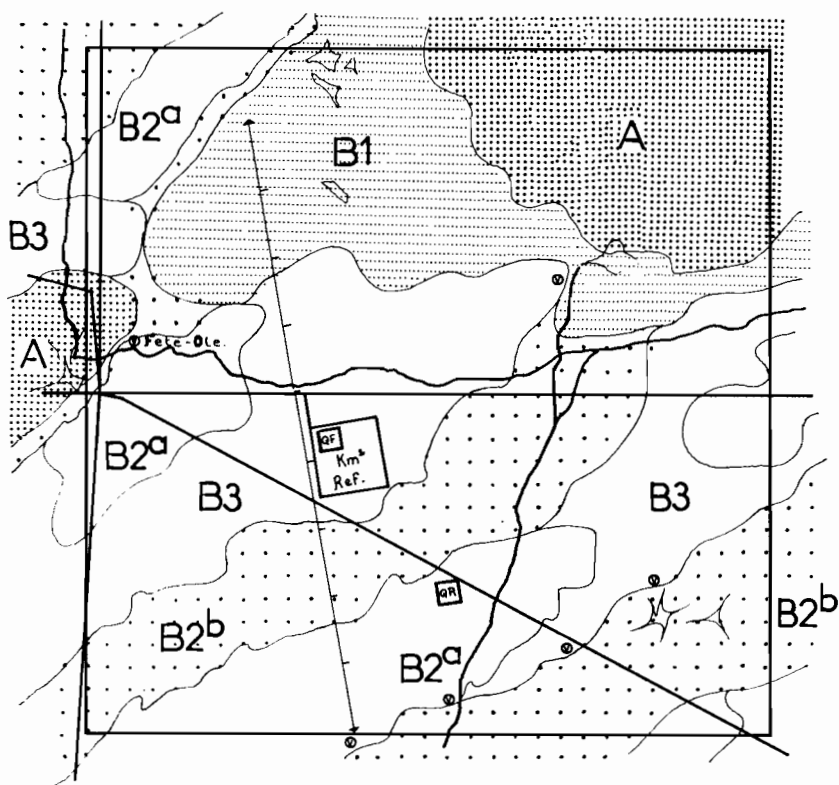 B2ᵃ
B1
A
B3
Fete-Ole.
A
B2ᵃ
QF
Km²
Ref.
B3
B3
QR
B2ᵇ
B2ᵇ
B2ᵃ